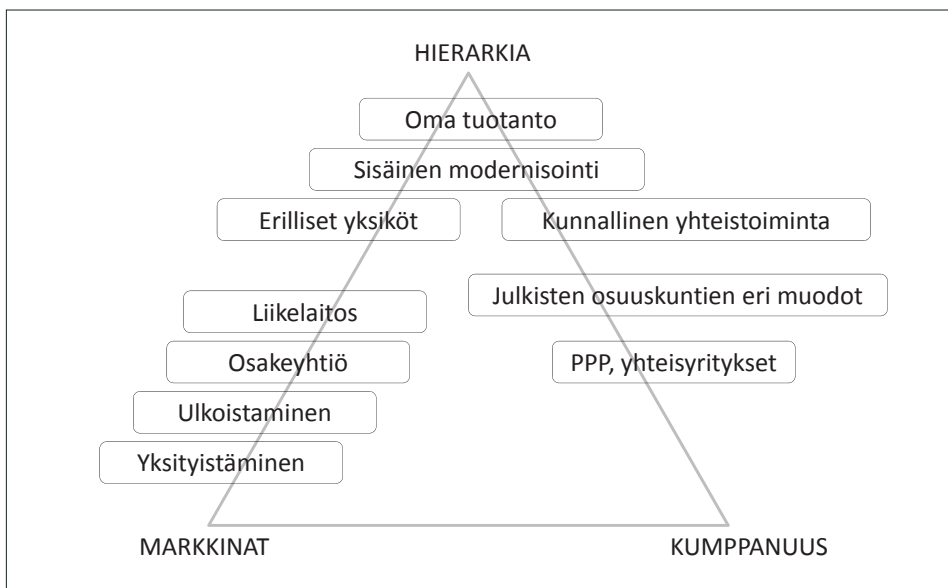 HIERARKIA
Oma tuotanto
Sisäinen modernisointi
Erilliset yksiköt
Kunnallinen yhteistoiminta
Julkisten osuuskuntien eri muodot
Liikelaitos
Osakeyhtiö
PPP, yhteisyritykset
Ulkoistaminen
Yksityistäminen
MARKKINAT
KUMPPANUUS